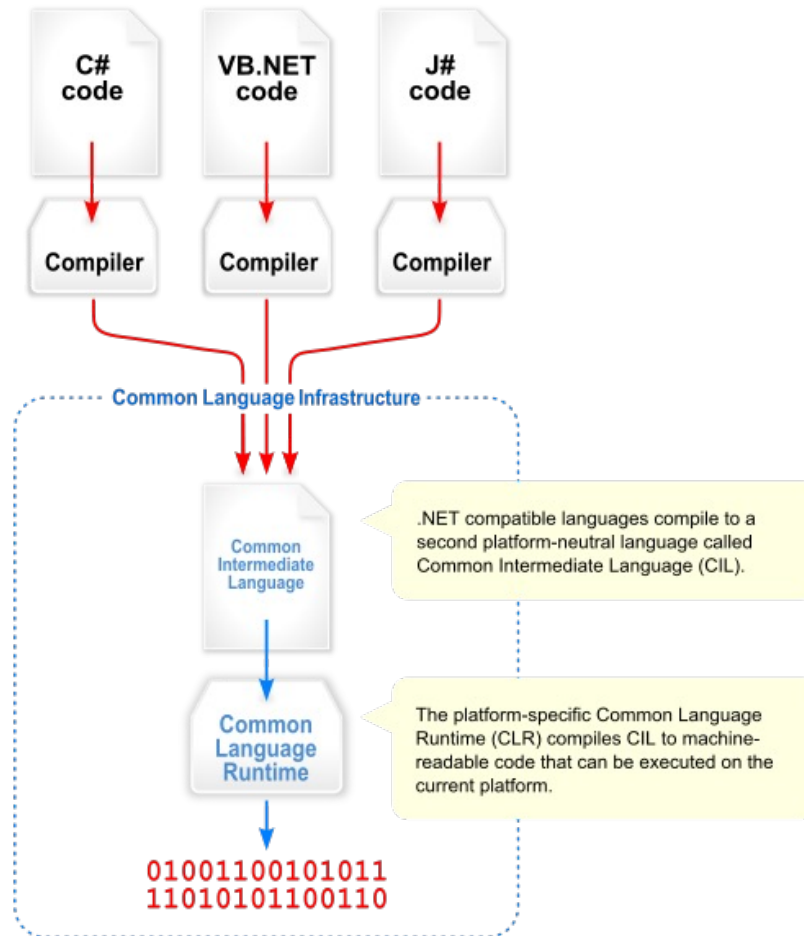 C#
code
VB.NET
code
J#
code
Compiler
Compiler
Compiler
Common Language Infrastructure
Common
Intermediate
Language
.NET compatible languages compile to a
second platform-neutral language called
Common Intermediate Language (CIL).
Common
Language
Runtime
The platform-specific Common Language
Runtime (CLR) compiles CIL to machine-
readable code that can be executed on the
current platform.
01001100101011
11010101100110